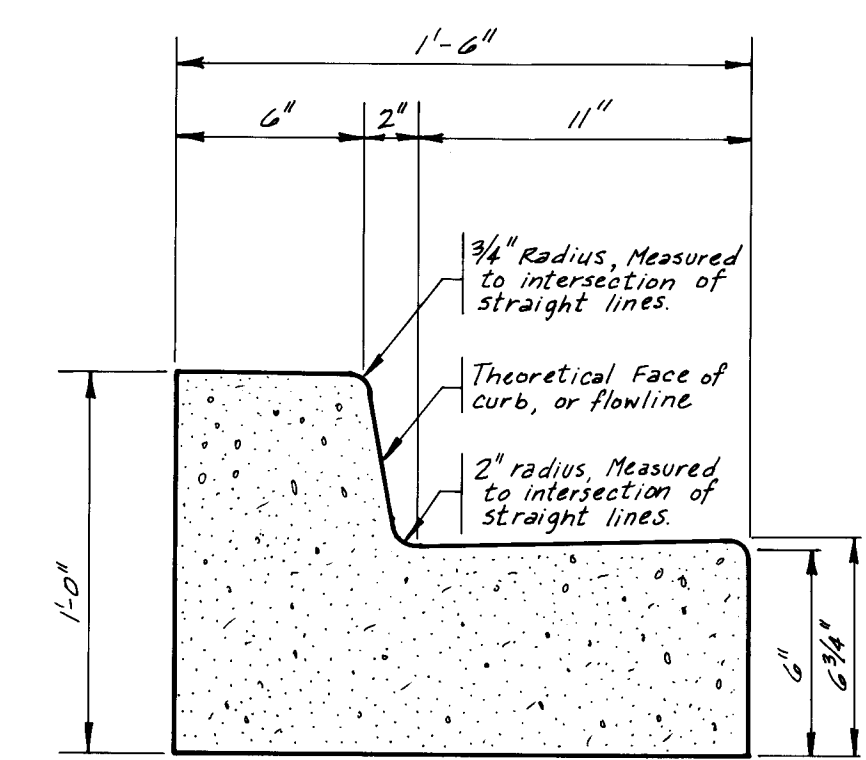 1'-6"
6" 2" 11"
3/4" Radius, Measured
to intersection of
straight lines.
Theoretical Face of
curb, or flowline
2" radius, Measured
to intersection of
straight lines.
1'-0"
6"
6 3/4"